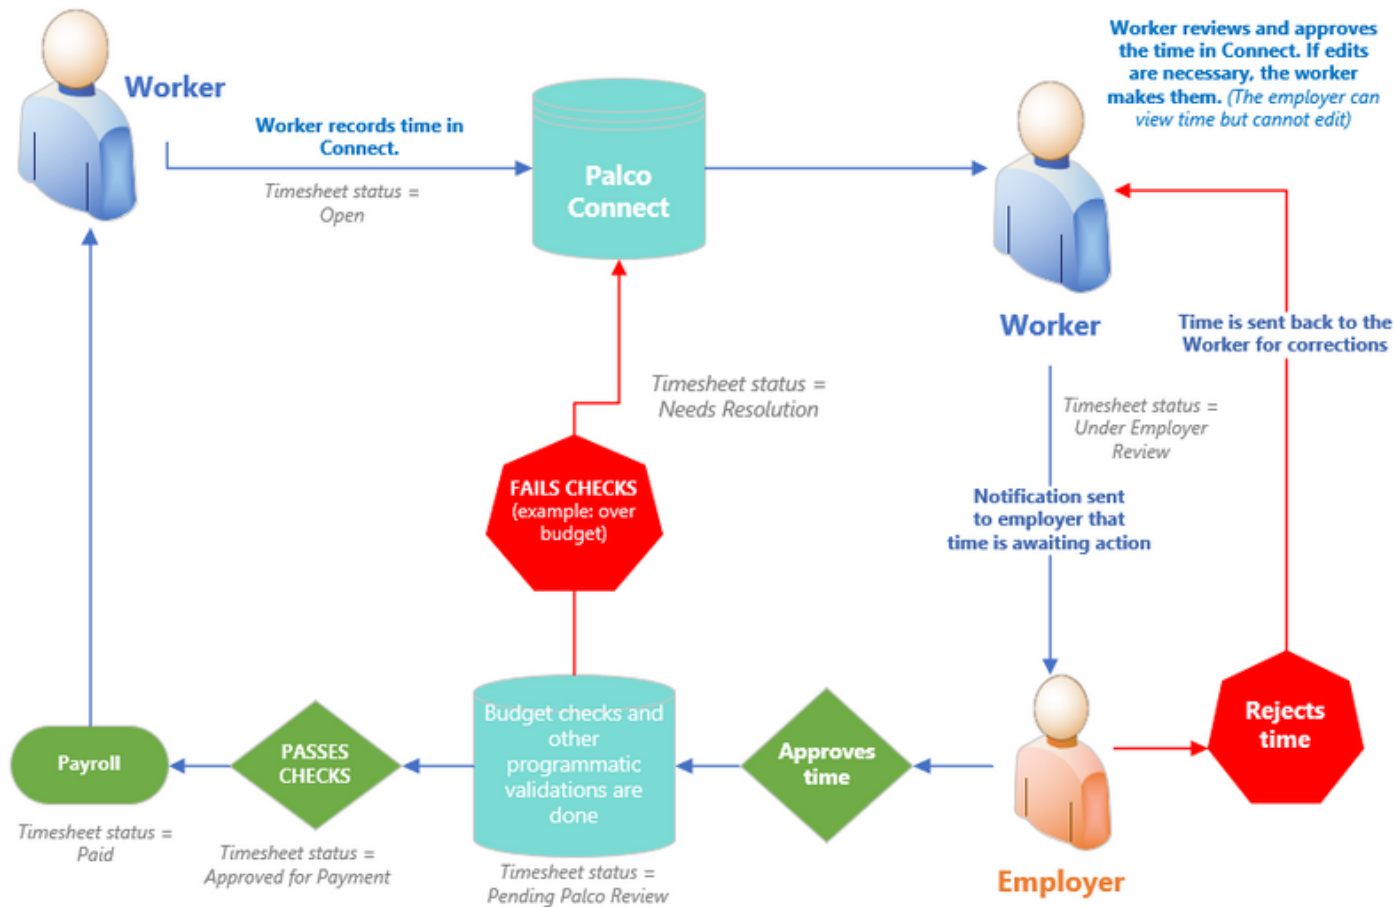 Worker
Worker records time in
Connect.
Timesheet status =
Open
Palco
Connect
Worker reviews and approves
the time in Connect. If edits
are necessary, the worker
makes them. (The employer can
view time but cannot edit)
Worker
Time is sent back to the
Worker for corrections
Timesheet status =
Under Employer
Review
Notification sent
to employer that
time is awaiting action
Timesheet status =
Needs Resolution
FAILS CHECKS
(example: over
budget)
Rejects
time
Employer
Approves
time
Budget checks and
other
programmatic
validations are
done
Timesheet status =
Pending Palco Review
PASSES
CHECKS
Timesheet status =
Approved for Payment
Payroll
Timesheet status =
Paid